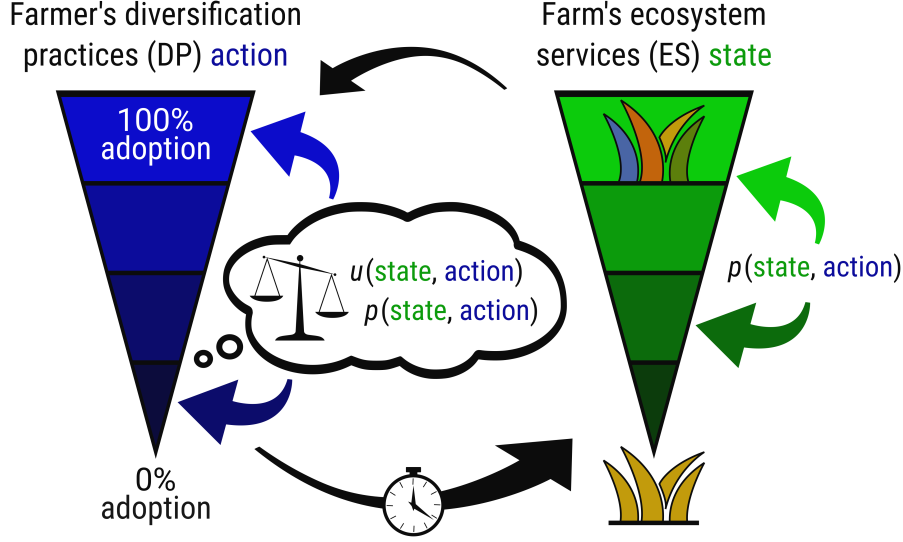 Farmer's diversification
practices (DP) action
Farm's ecosystem
services (ES) state
100%
adoption
u(state, action)
p(state, action)
p(state, action)
0%
adoption